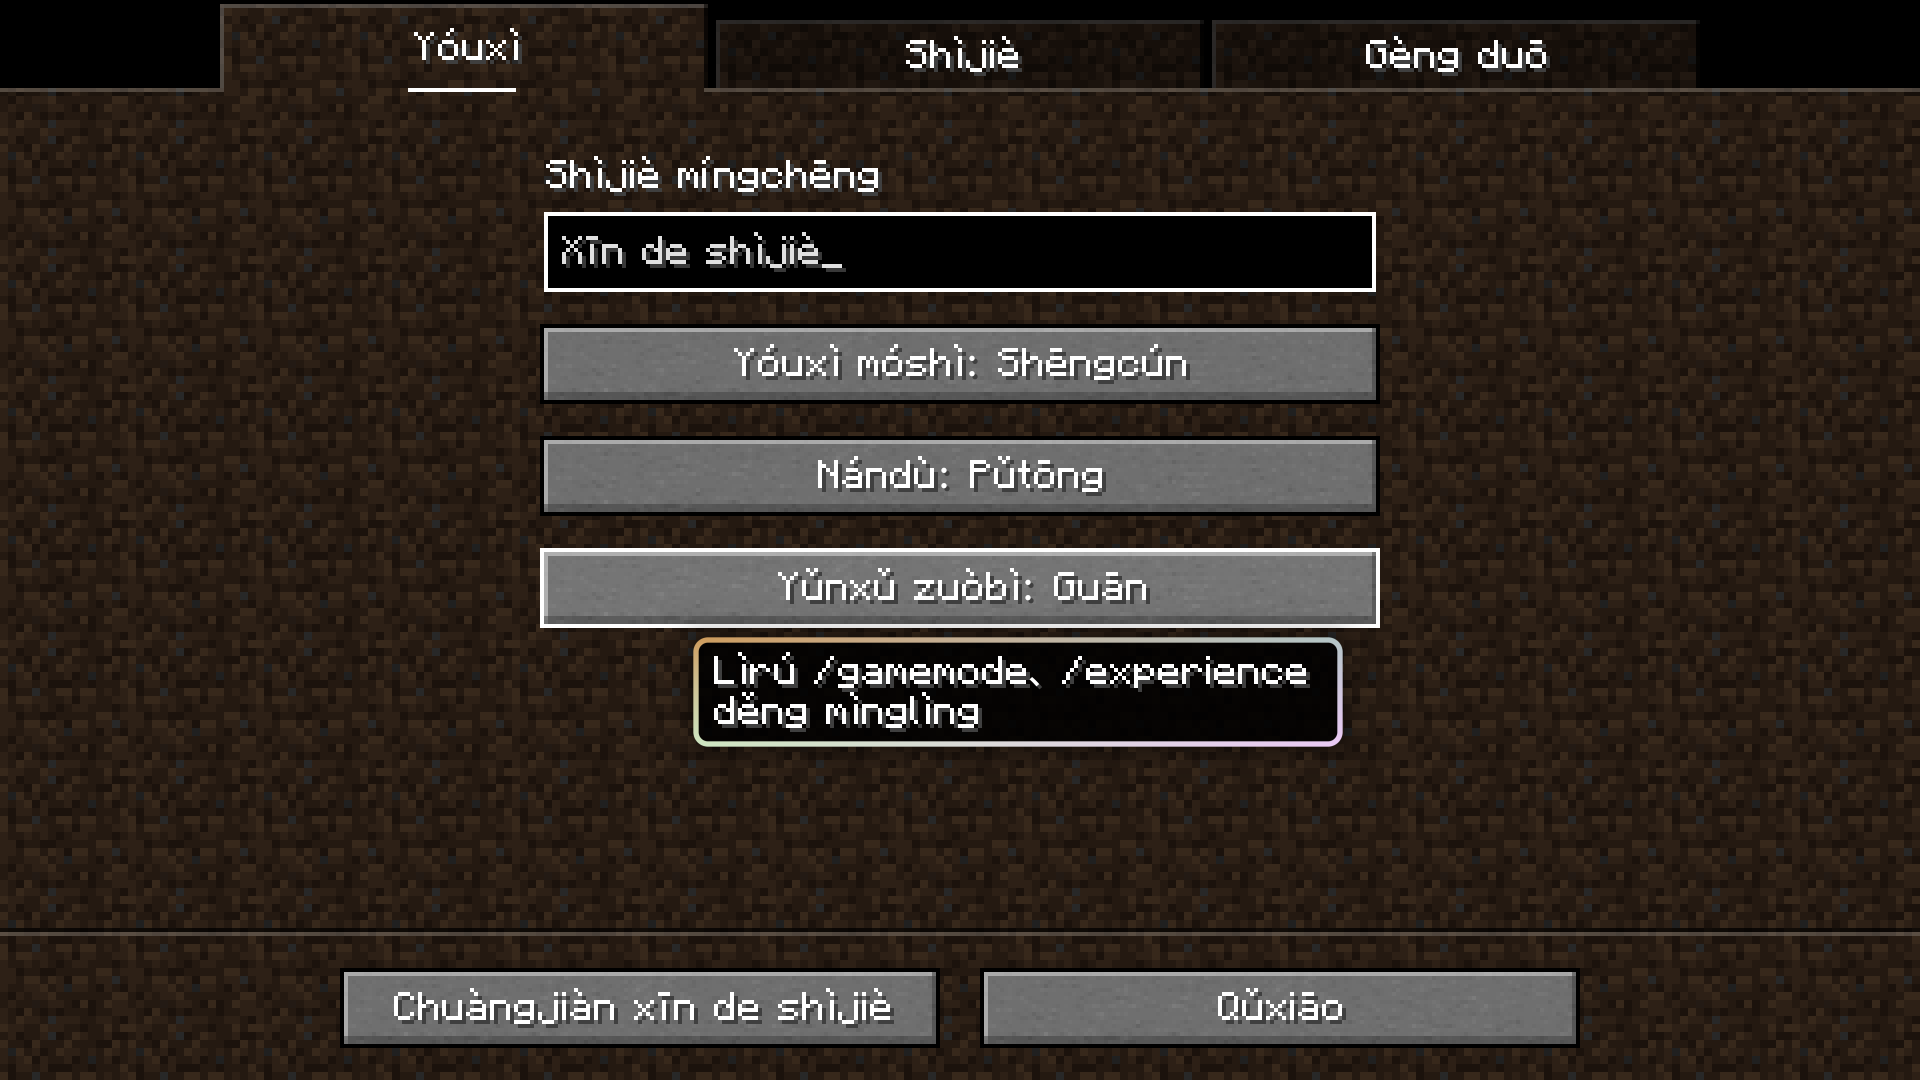 Yóuxì
Shìjiè
Gèng duō
Shìjiè míngchēng
Xīn de shìjiè_
Yóuxì móshì: Shēngcún
Nándù: Pǔtōng
Yǔnxǔ zuòbì: Guān
Lìrú /gamemode、/experience
děng mìnglìng
Chuàngjiàn xīn de shìjiè
Qǔxiāo